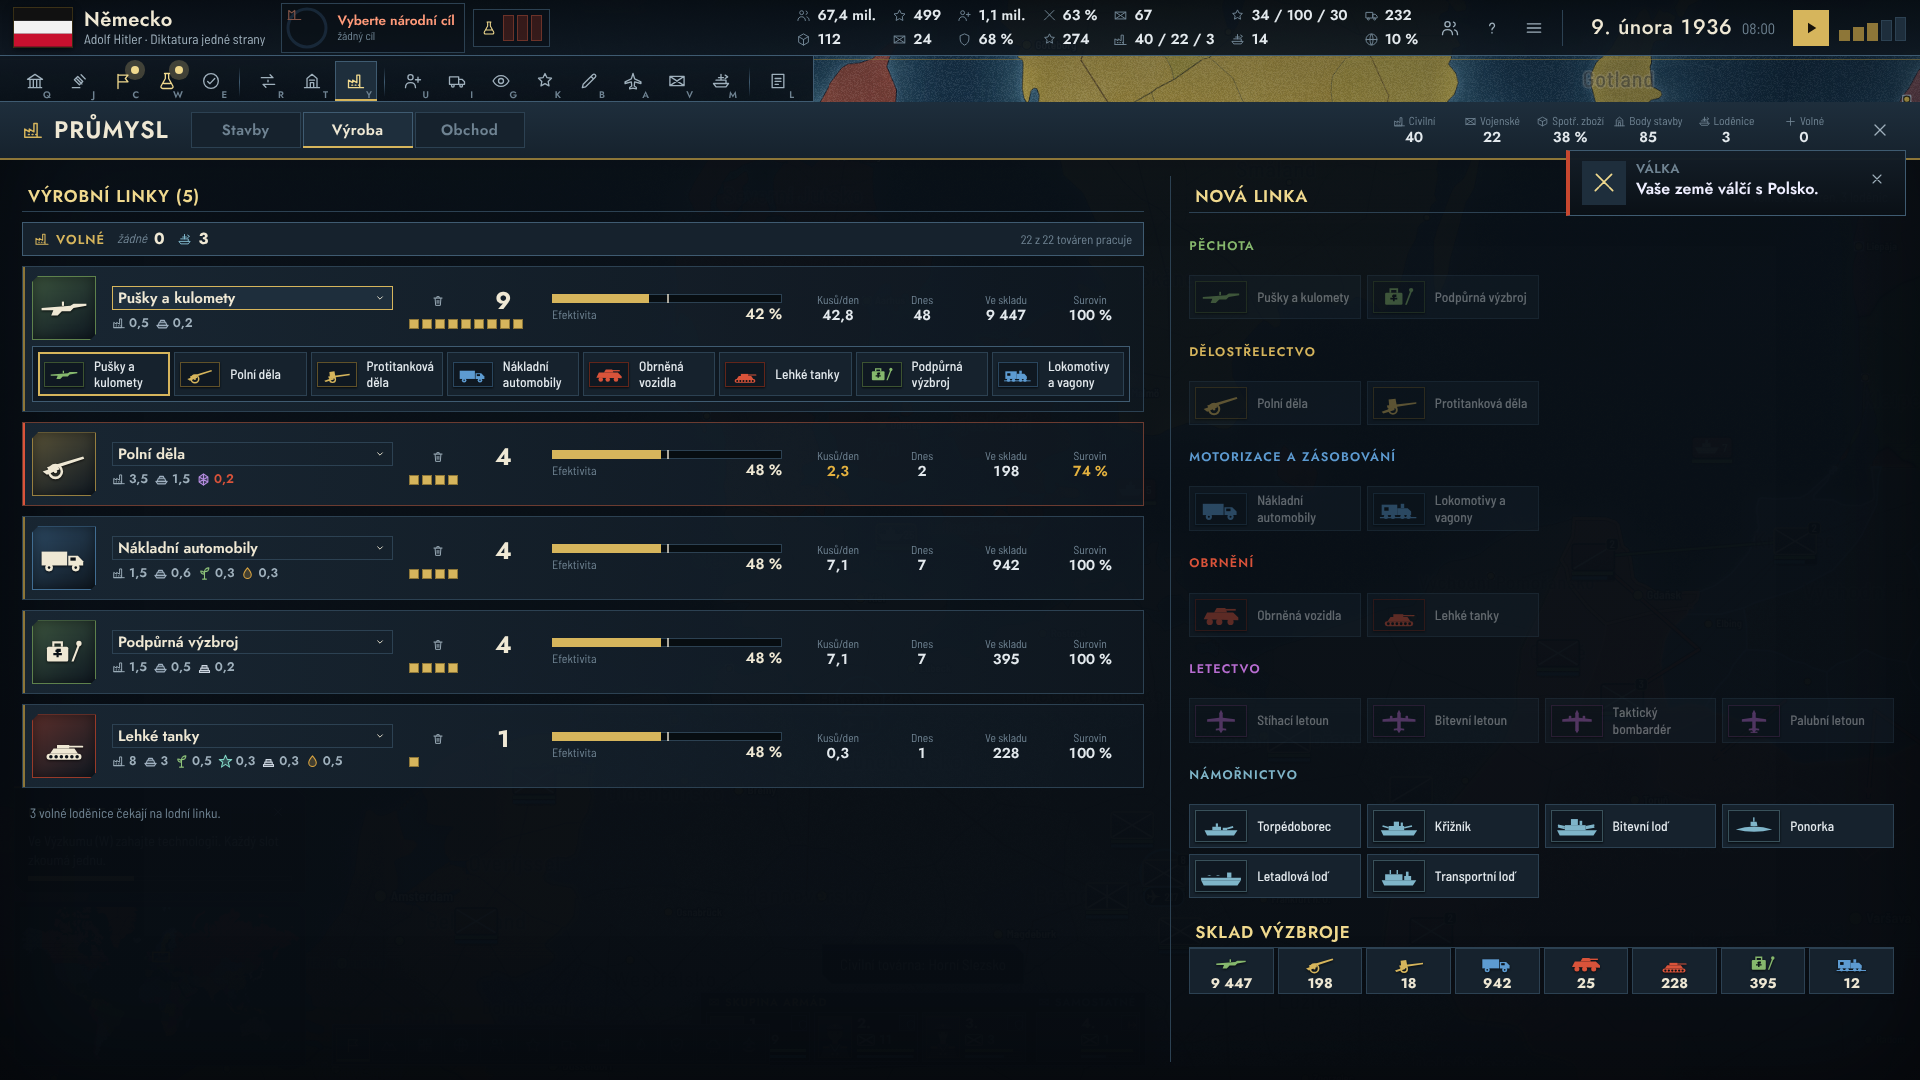 Německo
Adolf Hitler · Diktatura jedné strany
Vyberte národní cíl
žádný cíl
67,4 mil. 499 1,1 mil. 63 % 67 34 / 100 / 30 232
112 24 68 % 274 40 / 22 / 3 14 10 %
?
9. února 1936 08:00
Q J C W E R T Y U I G K B A V M L
Gotland
PRŮMYSL
Stavby
Výroba
Obchod
Civilní 40
Vojenské 22
Spotř. zboží 38 %
Body stavby 85
Loděnice 3
Volné 0
VÁLKA
Vaše země válčí s Polsko.
VÝROBNÍ LINKY (5)
VOLNÉ žádné 0 3
22 z 22 továren pracuje
Pušky a kulomety
0,5 0,2
9
Efektivita 42 %
Kusů/den 42,8
Dnes 48
Ve skladu 9 447
Surovin 100 %
Pušky a kulomety
Polní děla
Protitanková děla
Nákladní automobily
Obrněná vozidla
Lehké tanky
Podpůrná výzbroj
Lokomotivy a vagony
Polní děla
3,5 1,5 0,2
4
Efektivita 48 %
Kusů/den 2,3
Dnes 2
Ve skladu 198
Surovin 74 %
Nákladní automobily
1,5 0,6 0,3 0,3
4
Efektivita 48 %
Kusů/den 7,1
Dnes 7
Ve skladu 942
Surovin 100 %
Podpůrná výzbroj
1,5 0,5 0,2
4
Efektivita 48 %
Kusů/den 7,1
Dnes 7
Ve skladu 395
Surovin 100 %
Lehké tanky
8 3 0,5 0,3 0,3 0,5
1
Efektivita 48 %
Kusů/den 0,3
Dnes 1
Ve skladu 228
Surovin 100 %
3 volné loděnice čekají na lodní linku.
NOVÁ LINKA
PĚCHOTA
Pušky a kulomety
Podpůrná výzbroj
DĚLOSTŘELECTVO
Polní děla
Protitanková děla
MOTORIZACE A ZÁSOBOVÁNÍ
Nákladní automobily
Lokomotivy a vagony
OBRNĚNÍ
Obrněná vozidla
Lehké tanky
LETECTVO
Stíhací letoun
Bitevní letoun
Taktický bombardér
Palubní letoun
NÁMOŘNICTVO
Torpédoborec
Křižník
Bitevní loď
Ponorka
Letadlová loď
Transportní loď
SKLAD VÝZBROJE
9 447 198 18 942 25 228 395 12